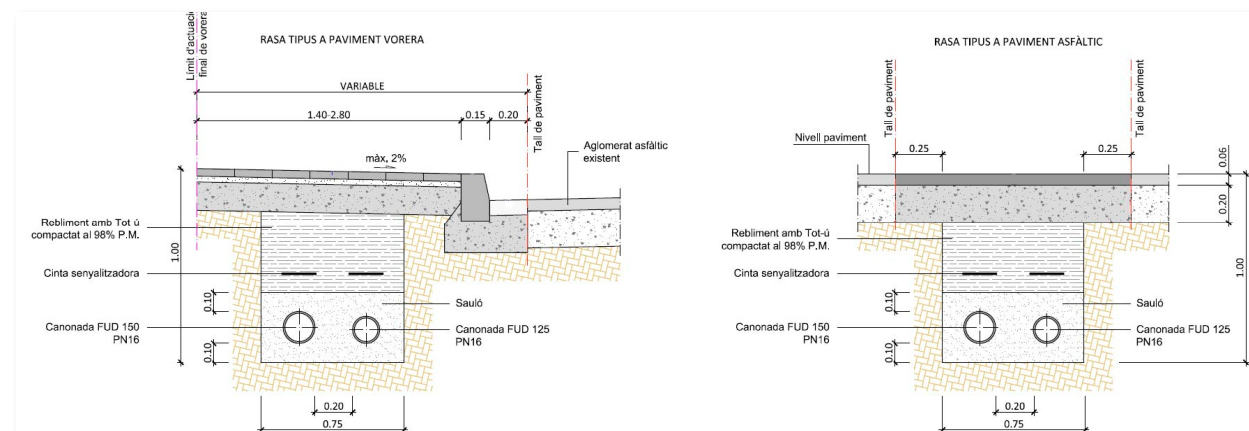 RASA TIPUS A PAVIMENT VORERA
Límit d'actuació
final de vorera
VARIABLE
1.40-2.80
0.15
0.20
Tall de paviment
màx, 2%
Aglomerat asfàltic
existent
Rebliment amb Tot-ú
compactat al 98% P.M.
1.00
Cinta senyalitzadora
0.10
Sauló
Canonada FUD 150
PN16
Canonada FUD 125
PN16
0.10
0.20
0.75
RASA TIPUS A PAVIMENT ASFÀLTIC
Tall de paviment
Tall de paviment
Nivell paviment
0.25
0.25
0.06
0.20
Rebliment amb Tot-ú
compactat al 98% P.M.
1.00
Cinta senyalitzadora
0.10
Sauló
Canonada FUD 150
PN16
Canonada FUD 125
PN16
0.10
0.20
0.75